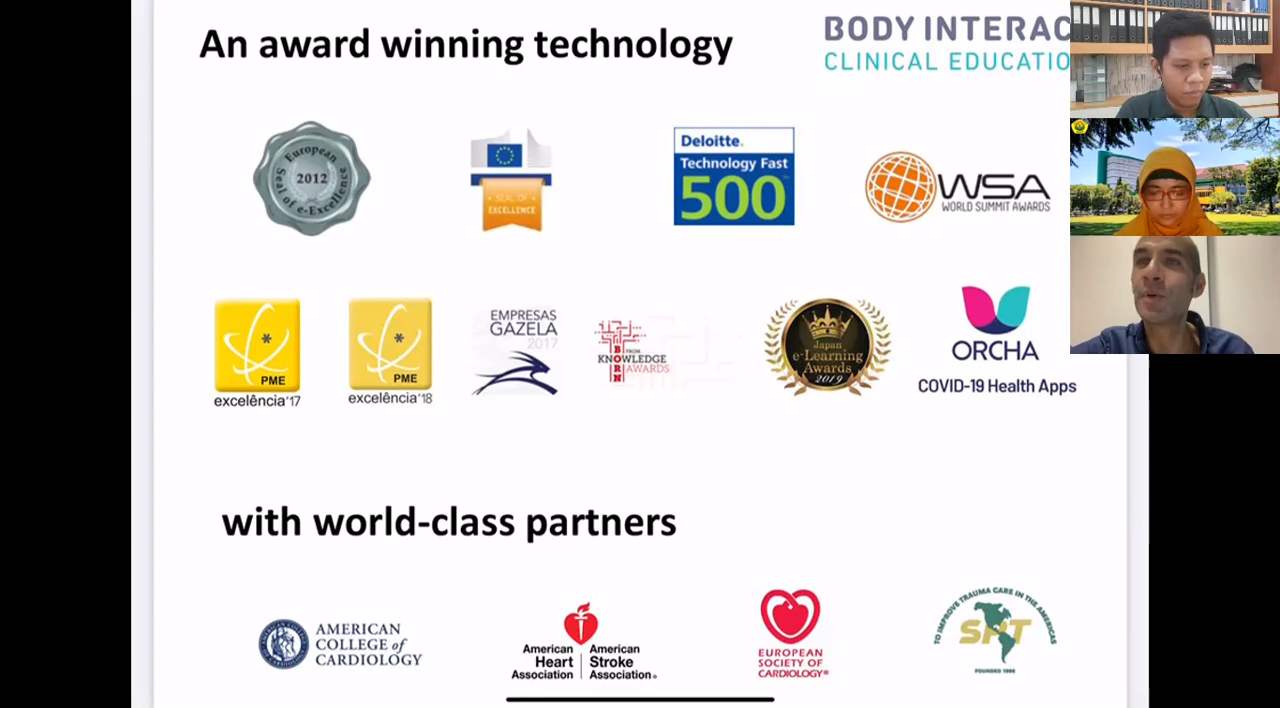 An award winning technology
BODY INTERAC
CLINICAL EDUCATIO
European
2012
Seal of e-Excellence
SEAL OF
EXCELLENCE
Deloitte.
Technology Fast
500
WSA
WORLD SUMMIT AWARDS
PME
excelência'17
PME
excelência'18
EMPRESAS
GAZELA
2017
BORN
FROM
KNOWLEDGE
AWARDS
Japan
e-Learning
Awards
2019
ORCHA
COVID-19 Health Apps
with world-class partners
AMERICAN
COLLEGE of
CARDIOLOGY
American
Heart
Association
American
Stroke
Association®
EUROPEAN
SOCIETY OF
CARDIOLOGY®
TO IMPROVE TRAUMA CARE IN THE AMERICAS
SPT
FOUNDED 1986